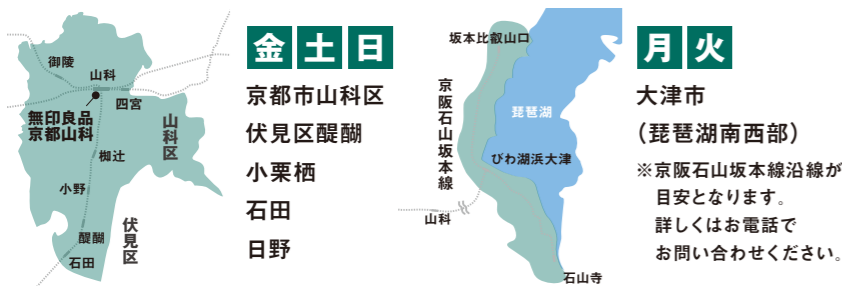 御陵
山科
四宮
無印良品
京都山科
山科区
椥辻
小野
伏見区
醍醐
石田
金土日
京都市山科区
伏見区醍醐
小栗栖
石田
日野
坂本比叡山口
京阪石山坂本線
琵琶湖
びわ湖浜大津
山科
石山寺
月火
大津市
（琵琶湖南西部）
※京阪石山坂本線沿線が
目安となります。
詳しくはお電話で
お問い合わせください。